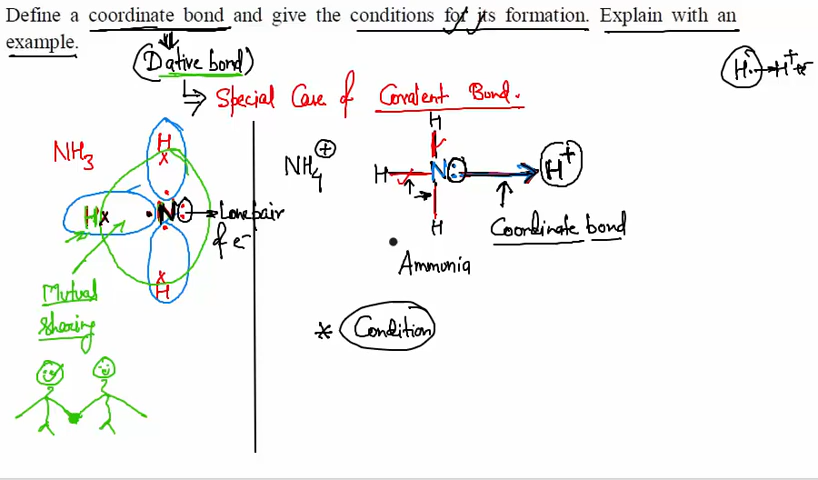 Define a coordinate bond and give the conditions for its formation. Explain with an
example.
(Dative bond)
H. → H⁺ + e⁻
Special Case of Covalent Bond.
NH₃
H
x
Hx
N
x
H
Lone pair
of e⁻
Mutual
Sharing
NH₄⁺
H
H
N
H
H⁺
Coordinate bond
Ammonia
* Condition